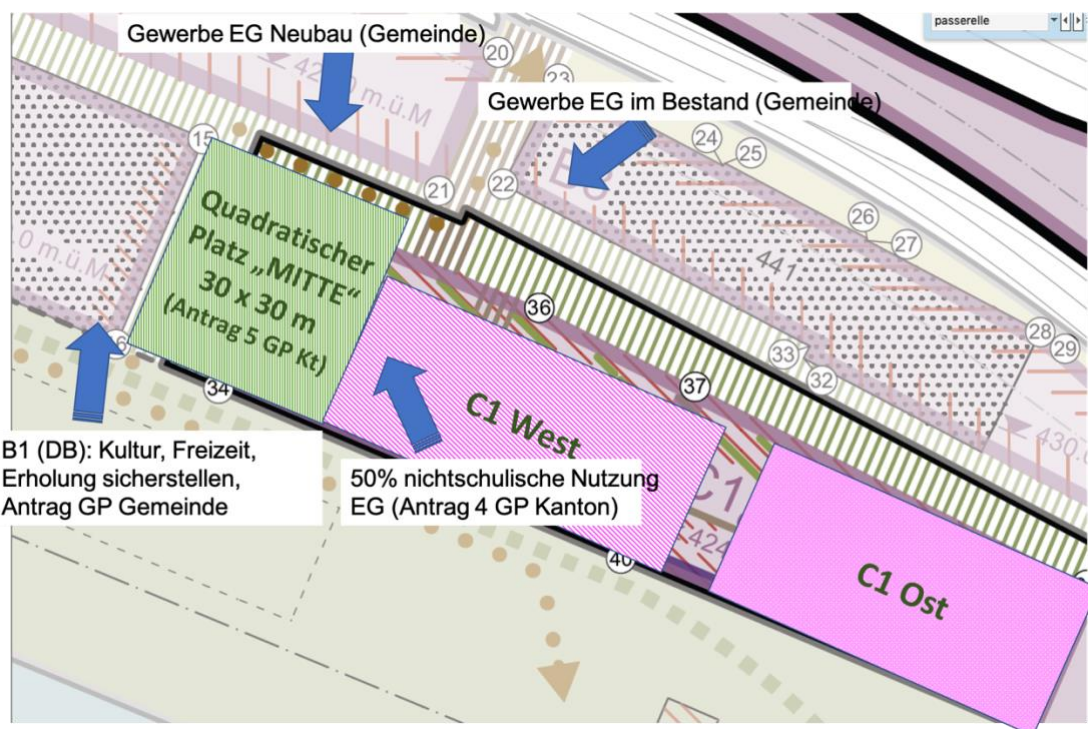 passerelle
Gewerbe EG Neubau (Gemeinde)
20
23
Gewerbe EG im Bestand (Gemeinde)
24
25
15
21
22
26
27
441
Quadratischer
Platz „MITTE“
30 x 30 m
(Antrag 5 GP Kt)
36
28
29
33
32
37
34
C1 West
B1 (DB): Kultur, Freizeit,
Erholung sicherstellen,
Antrag GP Gemeinde
50% nichtschulische Nutzung
EG (Antrag 4 GP Kanton)
C1
424
40
C1 Ost